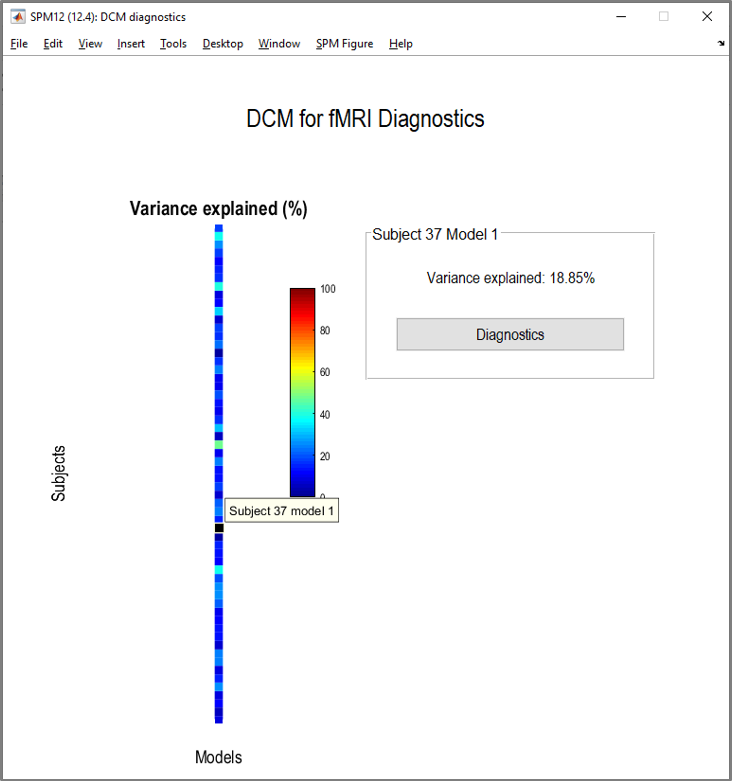 SPM12 (12.4): DCM diagnostics
File Edit View Insert Tools Desktop Window SPM Figure Help
DCM for fMRI Diagnostics
Variance explained (%)
Subject 37 Model 1
Variance explained: 18.85%
Diagnostics
100
80
60
40
20
0
Subjects
Subject 37 model 1
Models